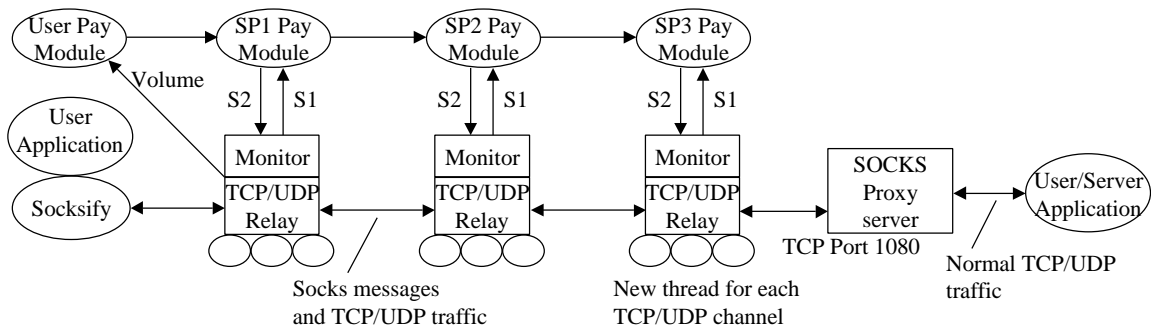 User Pay
Module
SP1 Pay
Module
SP2 Pay
Module
SP3 Pay
Module
Volume
S2
S1
S2
S1
S2
S1
User
Application
Monitor
Monitor
Monitor
SOCKS
Proxy
server
Socksify
TCP/UDP
Relay
TCP/UDP
Relay
TCP/UDP
Relay
User/Server
Application
TCP Port 1080
Socks messages
and TCP/UDP traffic
New thread for each
TCP/UDP channel
Normal TCP/UDP
traffic